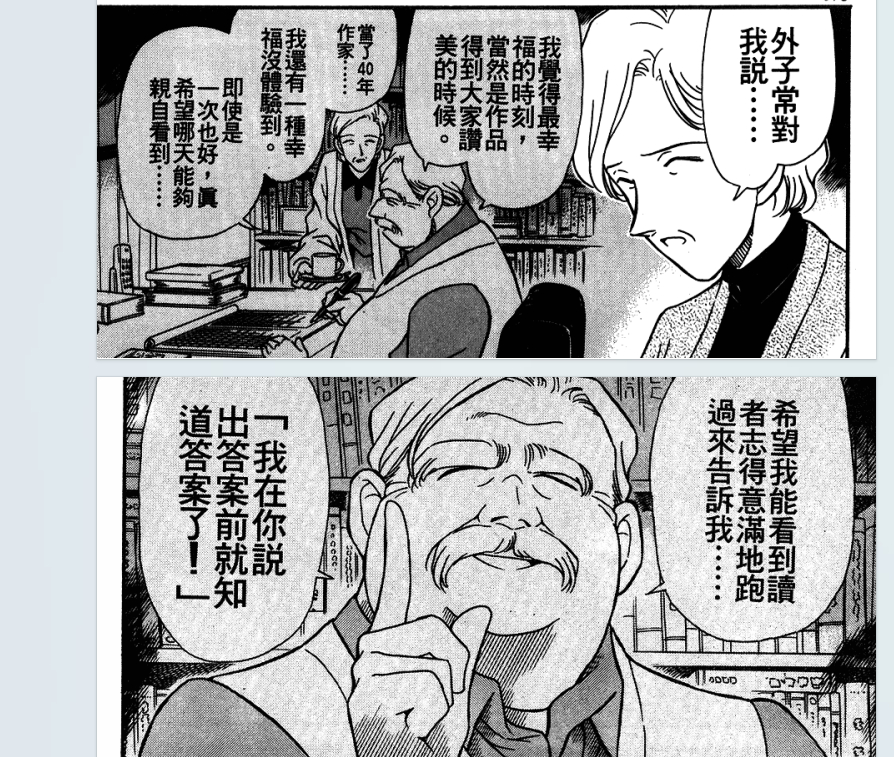 外子常對
我説……
我覺得最幸
福的時刻，
當然是作品
得到大家讚
美的時候。
當了40年
作家……
我還有一種幸
福沒體驗到。
即使是
一次也好，眞
希望哪天能夠
親自看到……
希望我能看到讀
者志得意滿地跑
過來告訴我……
「我在你説
出答案前就知
道答案了！」